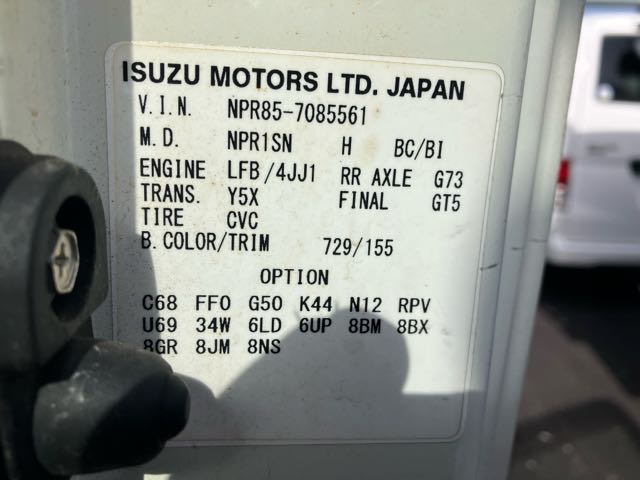 ISUZU MOTORS LTD. JAPAN
V.I.N. NPR85-7085561
M.D. NPR1SN H BC/BI
ENGINE LFB/4JJ1 RR AXLE G73
TRANS. Y5X FINAL GT5
TIRE CVC
B.COLOR/TRIM 729/155
OPTION
C68 FF0 G50 K44 N12 RPV
U69 34W 6LD 6UP 8BM 8BX
8GR 8JM 8NS